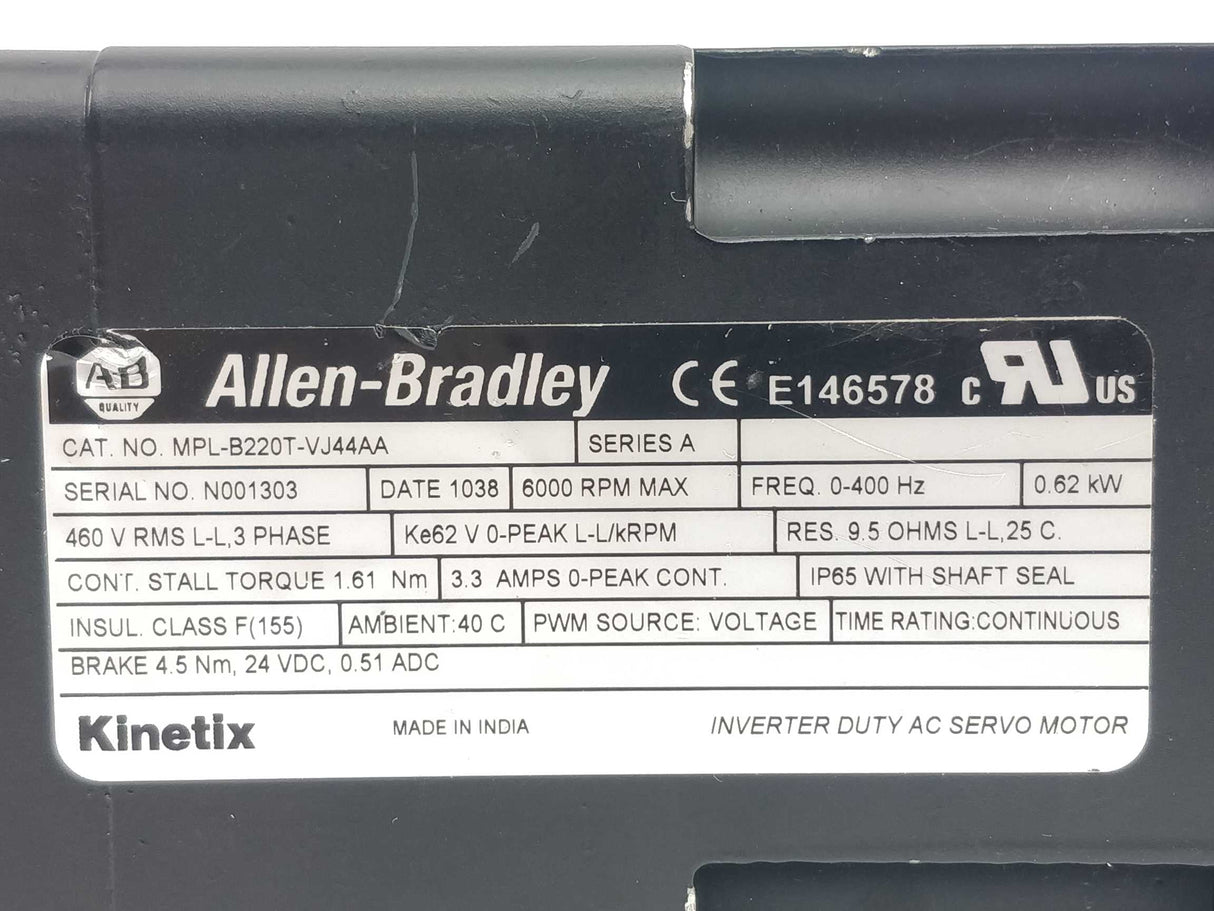 AB QUALITY Allen-Bradley CE E146578 C RU US
CAT. NO. MPL-B220T-VJ44AA SERIES A
SERIAL NO. N001303 DATE 1038 6000 RPM MAX FREQ. 0-400 Hz 0.62 kW
460 V RMS L-L,3 PHASE Ke62 V 0-PEAK L-L/kRPM RES. 9.5 OHMS L-L,25 C.
CONT. STALL TORQUE 1.61 Nm 3.3 AMPS 0-PEAK CONT. IP65 WITH SHAFT SEAL
INSUL. CLASS F(155) AMBIENT:40 C PWM SOURCE: VOLTAGE TIME RATING:CONTINUOUS
BRAKE 4.5 Nm, 24 VDC, 0.51 ADC
Kinetix MADE IN INDIA INVERTER DUTY AC SERVO MOTOR